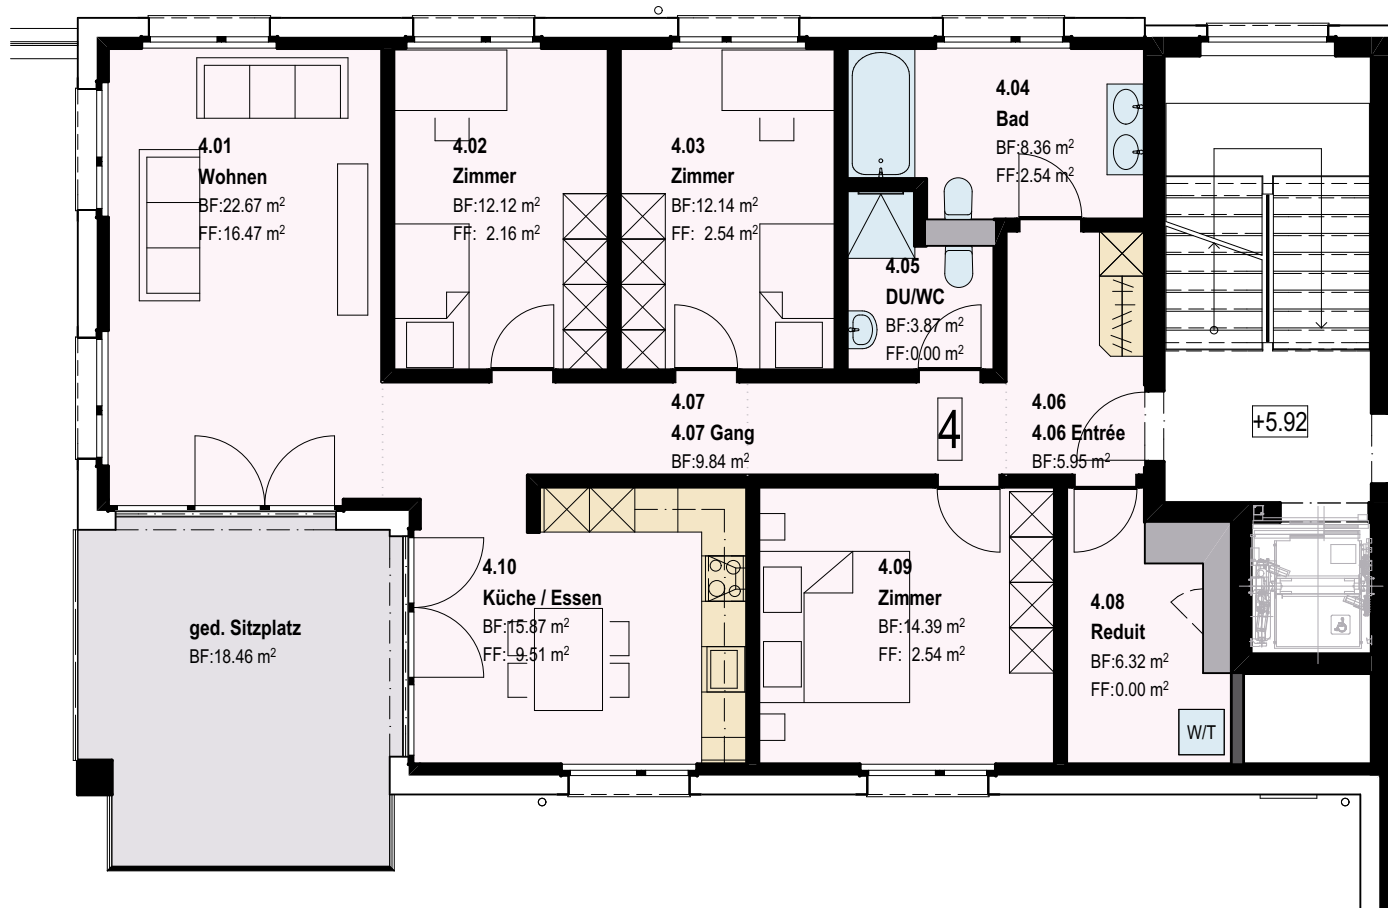 4.01
Wohnen
BF:22.67 m²
FF:16.47 m²
4.02
Zimmer
BF:12.12 m²
FF: 2.16 m²
4.03
Zimmer
BF:12.14 m²
FF: 2.54 m²
4.04
Bad
BF:8.36 m²
FF:2.54 m²
4.05
DU/WC
BF:3.87 m²
FF:0.00 m²
4.07
4.07 Gang
BF:9.84 m²
4
4.06
4.06 Entrée
BF:5.95 m²
+5.92
ged. Sitzplatz
BF:18.46 m²
4.10
Küche / Essen
BF:15.87 m²
FF: 9.51 m²
4.09
Zimmer
BF:14.39 m²
FF: 2.54 m²
4.08
Reduit
BF:6.32 m²
FF:0.00 m²
W/T